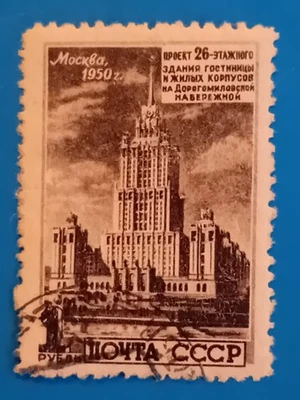 Москва,
1950 г.
ПРОЕКТ 26-ЭТАЖНОГО
ЗДАНИЯ ГОСТИНИЦЫ
И ЖИЛЫХ КОРПУСОВ
НА ДОРОГОМИЛОВСКОЙ
НАБЕРЕЖНОЙ
РУБЛЬ
ПОЧТА СССР